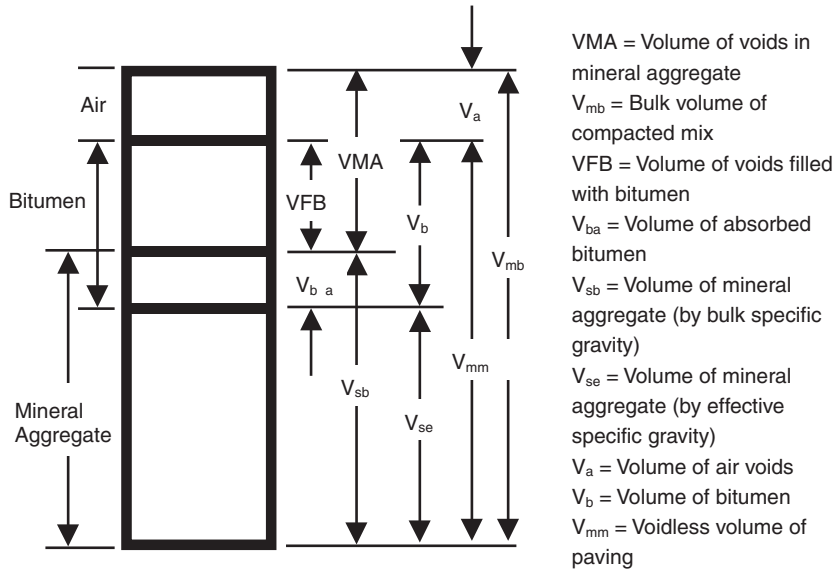 Air
Bitumen
Mineral
Aggregate
VMA
VFB
V_b a
V_sb
V_a
V_b
V_se
V_mm
V_mb
VMA = Volume of voids in
mineral aggregate
V_mb = Bulk volume of
compacted mix
VFB = Volume of voids filled
with bitumen
V_ba = Volume of absorbed
bitumen
V_sb = Volume of mineral
aggregate (by bulk specific
gravity)
V_se = Volume of mineral
aggregate (by effective
specific gravity)
V_a = Volume of air voids
V_b = Volume of bitumen
V_mm = Voidless volume of
paving